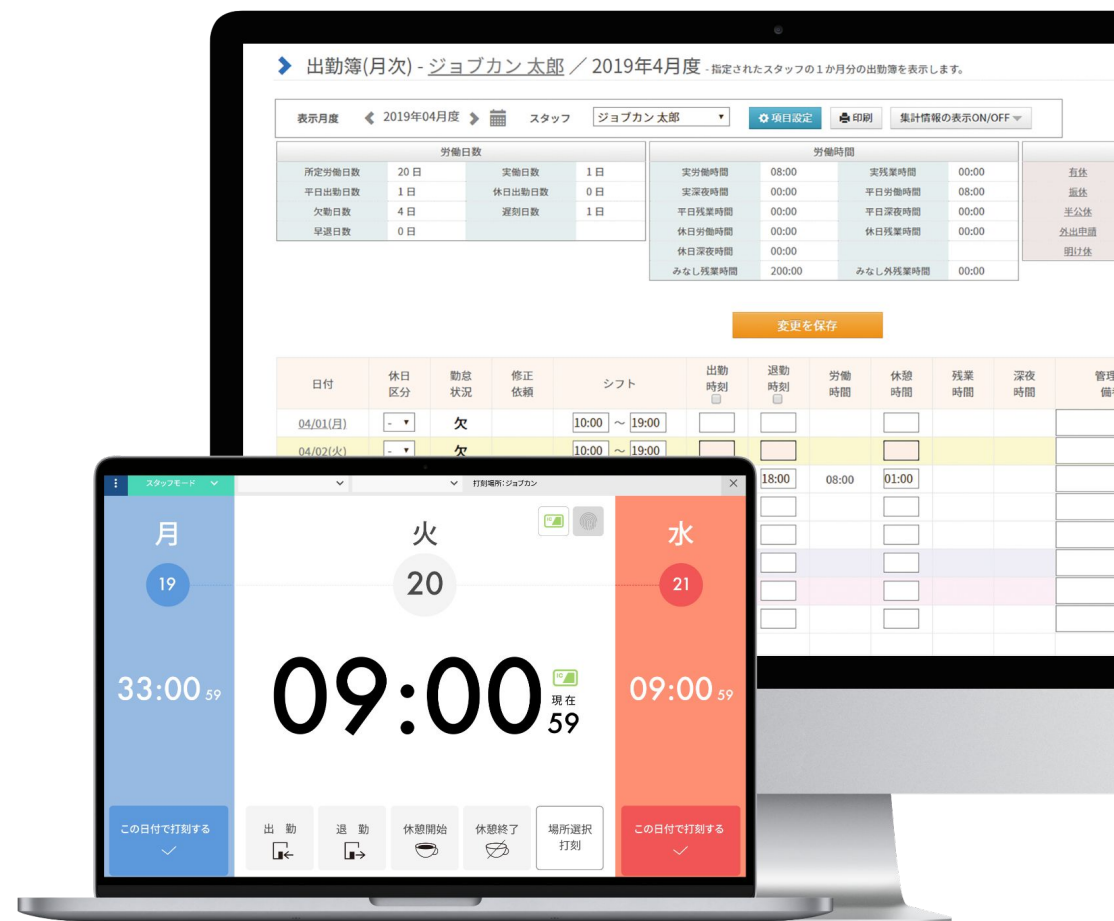 出勤簿(月次) - ジョブカン 太郎 ／ 2019年4月度 - 指定されたスタッフの１か月分の出勤簿を表示します。
表示月度 2019年04月度 スタッフ ジョブカン 太郎 項目設定 印刷 集計情報の表示ON/OFF
労働日数
所定労働日数 20 日 実働日数 1 日
平日出勤日数 1 日 休日出勤日数 0 日
欠勤日数 4 日 遅刻日数 1 日
早退日数 0 日
労働時間
実労働時間 08:00 実残業時間 00:00
実深夜時間 00:00 平日労働時間 08:00
平日残業時間 00:00 平日深夜時間 00:00
休日労働時間 00:00 休日残業時間 00:00
休日深夜時間 00:00
みなし残業時間 200:00 みなし外残業時間 00:00
有休
振休
半公休
外出申請
明け休
変更を保存
日付 休日区分 勤怠状況 修正依頼 シフト 出勤時刻 退勤時刻 労働時間 休憩時間 残業時間 深夜時間 管理
04/01(月) - 欠 10:00 ～ 19:00
04/02(火) - 欠 10:00 ～ 19:00
18:00 08:00 01:00
スタッフモード 打刻場所：ジョブカン
月 火 水
19 20 21
33:00 59
09:00 現在 59
09:00 59
この日付で打刻する
出 勤 退 勤 休憩開始 休憩終了 場所選択
打刻
この日付で打刻する